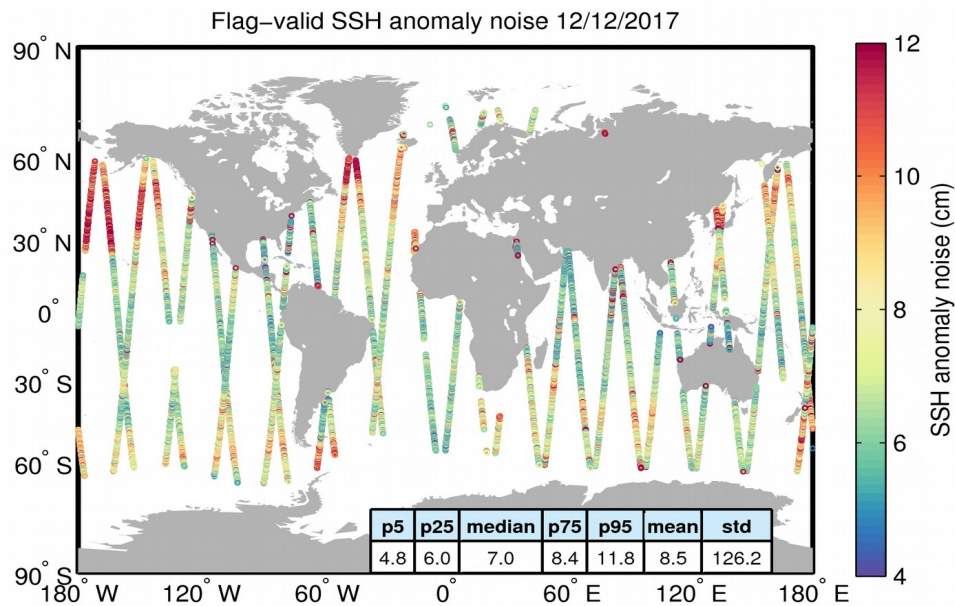 Flag−valid SSH anomaly noise 12/12/2017
90° N
60° N
30° N
0°
30° S
60° S
90° S
180° W
120° W
60° W
0°
60° E
120° E
180° E
p5 p25 median p75 p95 mean std
4.8 6.0 7.0 8.4 11.8 8.5 126.2
12
10
8
6
4
SSH anomaly noise (cm)